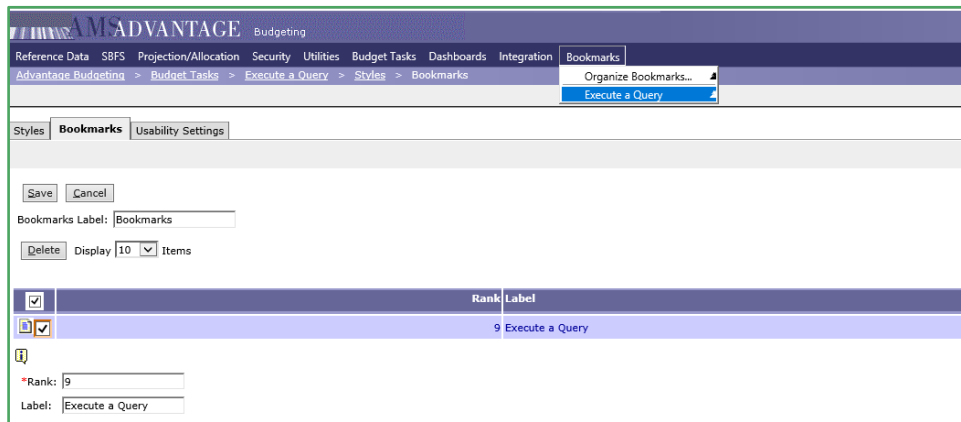 AMS ADVANTAGE Budgeting
Reference Data SBFS Projection/Allocation Security Utilities Budget Tasks Dashboards Integration Bookmarks
Advantage Budgeting > Budget Tasks > Execute a Query > Styles > Bookmarks
Organize Bookmarks...
Execute a Query
Styles Bookmarks Usability Settings
Save Cancel
Bookmarks Label: Bookmarks
Delete Display 10 Items
Rank Label
9 Execute a Query
*Rank: 9
Label: Execute a Query